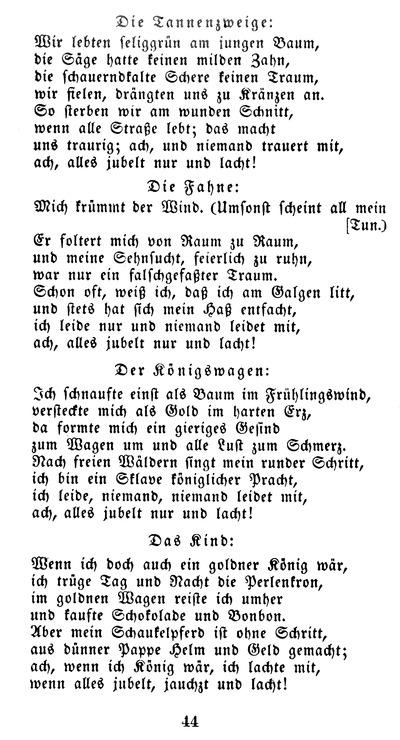 Die Tannenzweige:
Wir lebten seliggrün am jungen Baum,
die Säge hatte keinen milden Zahn,
die schauerndkalte Schere keinen Traum,
wir fielen, drängten uns zu Kränzen an.
So sterben wir am wunden Schnitt,
wenn alle Straße lebt; das macht
uns traurig; ach, und niemand trauert mit,
ach, alles jubelt nur und lacht!
Die Fahne:
Mich krümmt der Wind. (Umsonst scheint all mein
[Tun.)
Er foltert mich von Raum zu Raum,
und meine Sehnsucht, feierlich zu ruhn,
war nur ein falschgefaßter Traum.
Schon oft, weiß ich, daß ich am Galgen litt,
und stets hat sich mein Haß entfacht,
ich leide nur und niemand leidet mit,
ach, alles jubelt nur und lacht!
Der Königswagen:
Ich schnaufte einst als Baum im Frühlingswind,
versteckte mich als Gold im harten Erz,
da formte mich ein gieriges Gesind
zum Wagen um und alle Lust zum Schmerz.
Nach freien Wäldern singt mein runder Schritt,
ich bin ein Sklave königlicher Pracht,
ich leide, niemand, niemand leidet mit,
ach, alles jubelt nur und lacht!
Das Kind:
Wenn ich doch auch ein goldner König wär,
ich trüge Tag und Nacht die Perlenkron,
im goldnen Wagen reiste ich umher
und kaufte Schokolade und Bonbon.
Aber mein Schaukelpferd ist ohne Schritt,
aus dünner Pappe Helm und Geld gemacht;
ach, wenn ich König wär, ich lachte mit,
wenn alles jubelt, jauchzt und lacht!
44